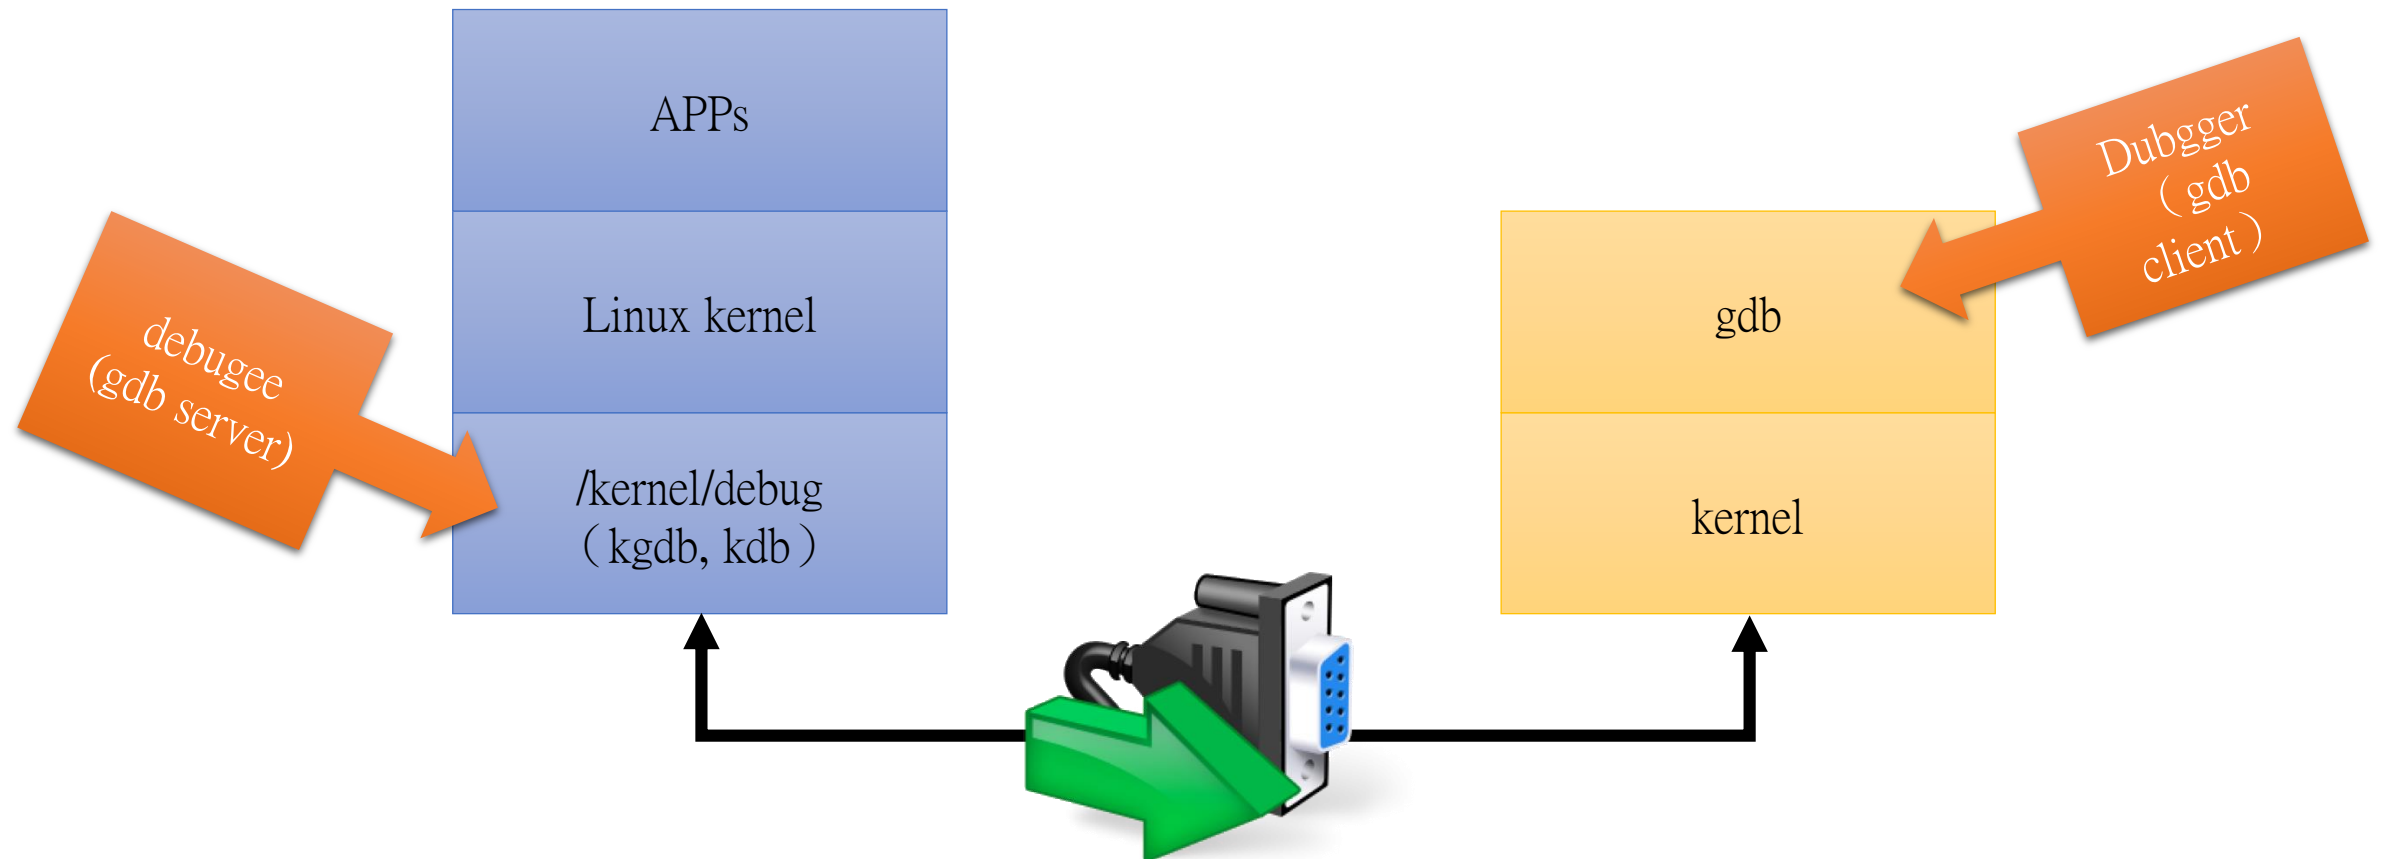 APPs
Linux kernel
/kernel/debug
（kgdb, kdb）
debugee
(gdb server)
gdb
kernel
Dubgger
（gdb
client）